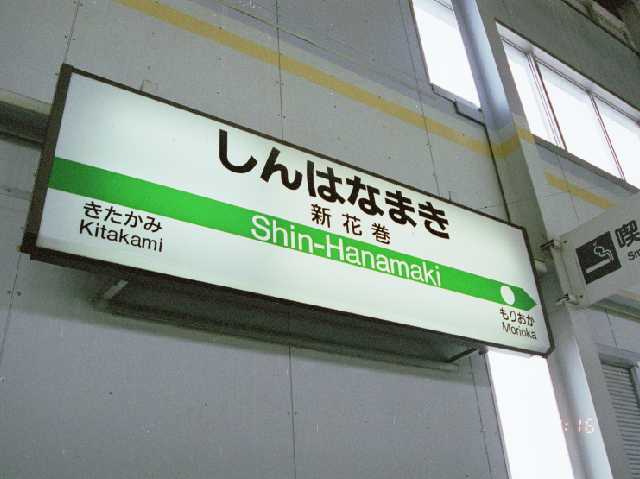 しんはなまき
新花巻
Shin-Hanamaki
きたかみ
Kitakami
もりおか
Morioka
喫
Sm